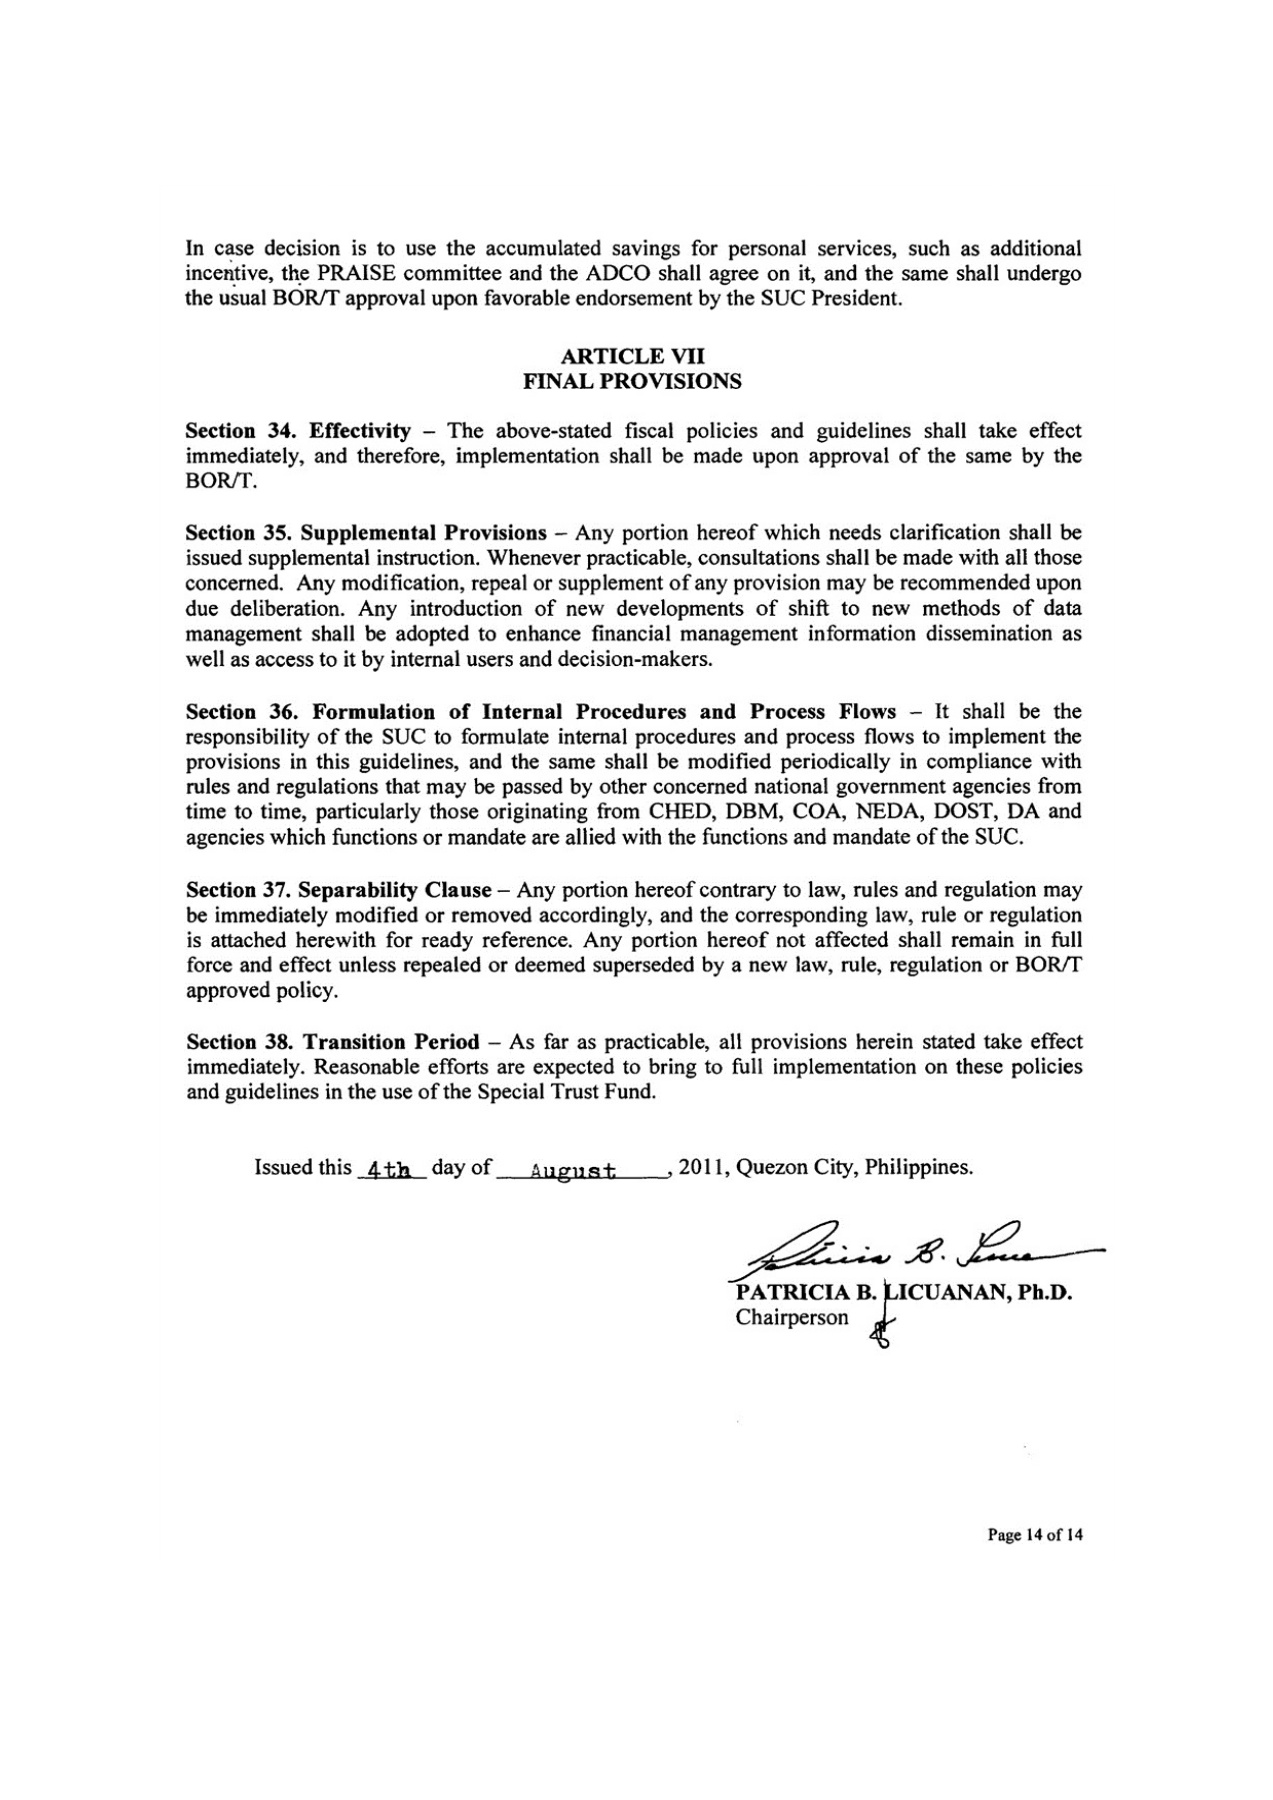 In case decision is to use the accumulated savings for personal services, such as additional
incentive, the PRAISE committee and the ADCO shall agree on it, and the same shall undergo
the usual BOR/T approval upon favorable endorsement by the SUC President.
ARTICLE VII
FINAL PROVISIONS
Section 34. Effectivity – The above-stated fiscal policies and guidelines shall take effect
immediately, and therefore, implementation shall be made upon approval of the same by the
BOR/T.
Section 35. Supplemental Provisions – Any portion hereof which needs clarification shall be
issued supplemental instruction. Whenever practicable, consultations shall be made with all those
concerned. Any modification, repeal or supplement of any provision may be recommended upon
due deliberation. Any introduction of new developments of shift to new methods of data
management shall be adopted to enhance financial management information dissemination as
well as access to it by internal users and decision-makers.
Section 36. Formulation of Internal Procedures and Process Flows – It shall be the
responsibility of the SUC to formulate internal procedures and process flows to implement the
provisions in this guidelines, and the same shall be modified periodically in compliance with
rules and regulations that may be passed by other concerned national government agencies from
time to time, particularly those originating from CHED, DBM, COA, NEDA, DOST, DA and
agencies which functions or mandate are allied with the functions and mandate of the SUC.
Section 37. Separability Clause – Any portion hereof contrary to law, rules and regulation may
be immediately modified or removed accordingly, and the corresponding law, rule or regulation
is attached herewith for ready reference. Any portion hereof not affected shall remain in full
force and effect unless repealed or deemed superseded by a new law, rule, regulation or BOR/T
approved policy.
Section 38. Transition Period – As far as practicable, all provisions herein stated take effect
immediately. Reasonable efforts are expected to bring to full implementation on these policies
and guidelines in the use of the Special Trust Fund.
Issued this 4th day of August, 2011, Quezon City, Philippines.
Patricia B.
PATRICIA B. LICUANAN, Ph.D.
Chairperson
Page 14 of 14